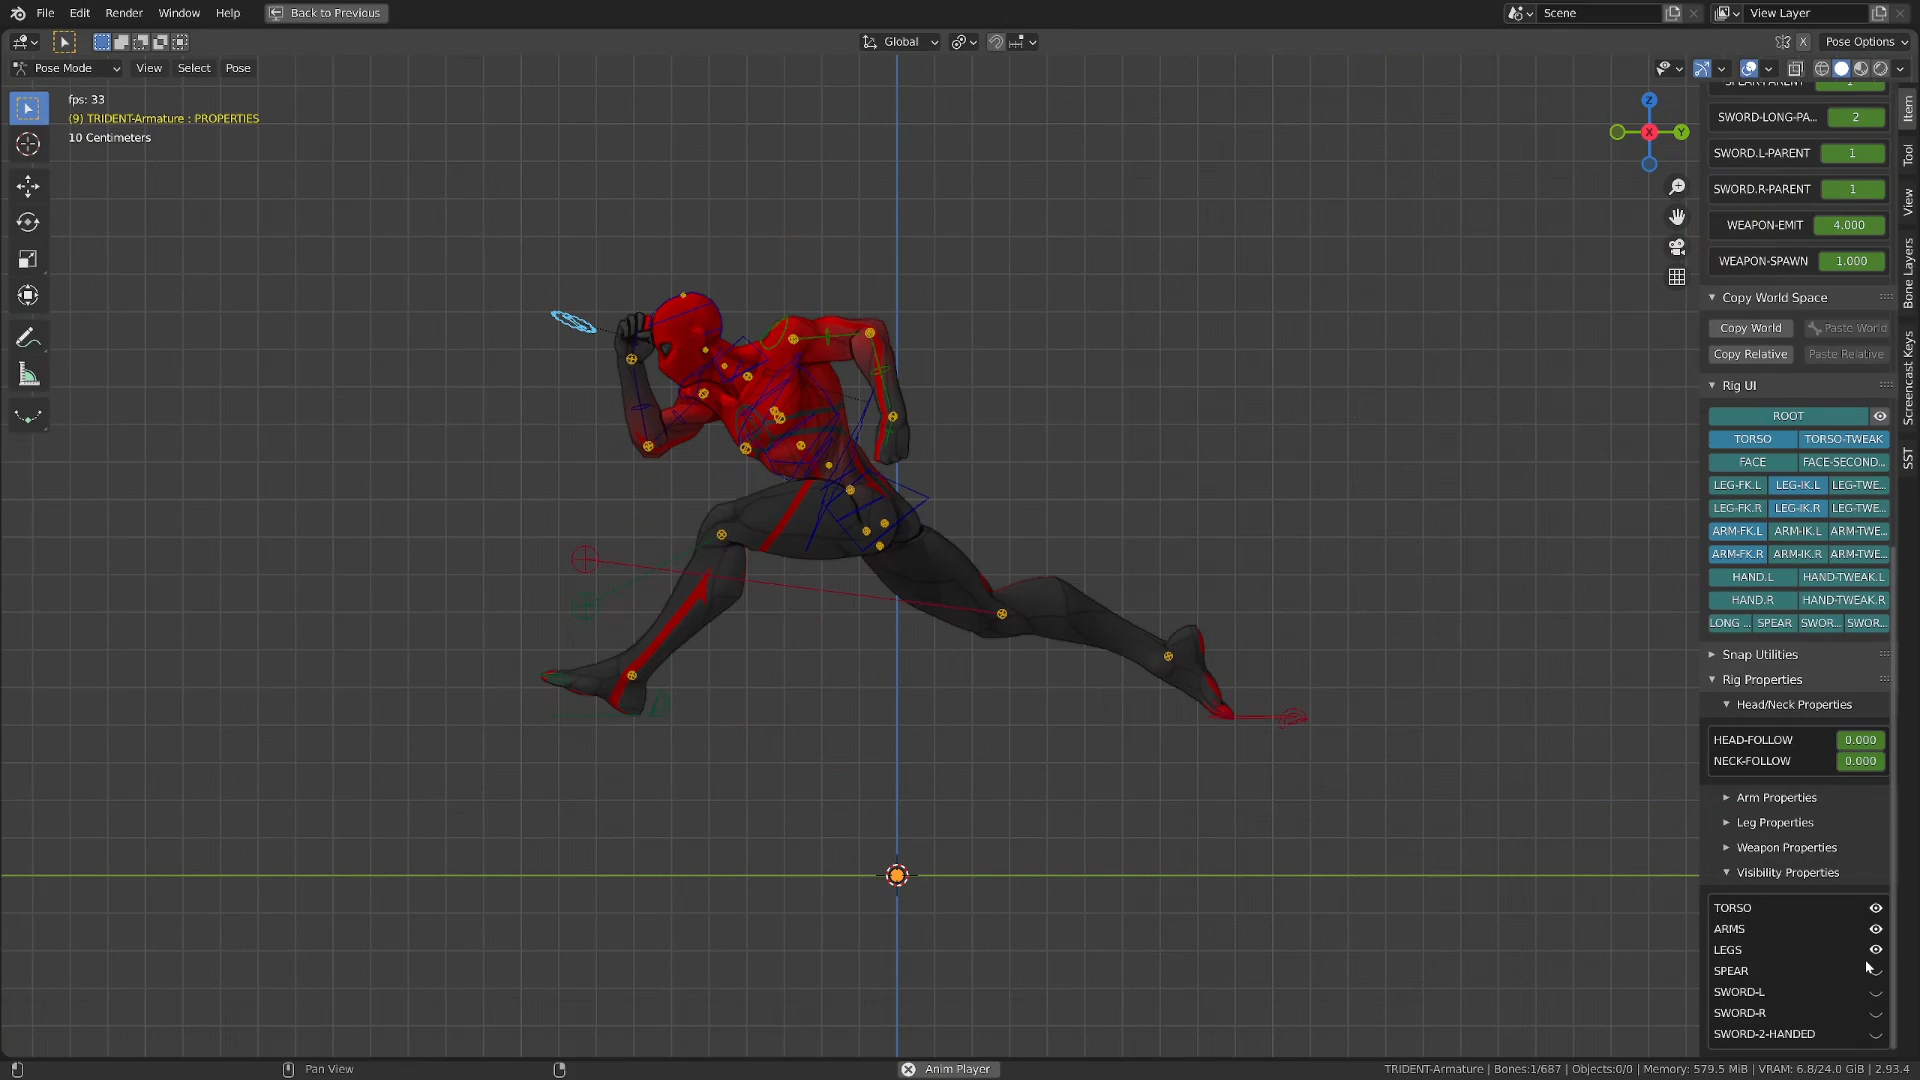 File Edit Render Window Help Back to Previous Scene View Layer
Global X Pose Options
Pose Mode View Select Pose
fps: 33
(9) TRIDENT-Armature : PROPERTIES
10 Centimeters
Z
X
Y
Item
Tool
View
Bone Layers
Screencast Keys
SST
SWORD-LONG-PA... 2
SWORD.L-PARENT 1
SWORD.R-PARENT 1
WEAPON-EMIT 4.000
WEAPON-SPAWN 1.000
Copy World Space
Copy World Paste World
Copy Relative Paste Relative
Rig UI
ROOT
TORSO TORSO-TWEAK
FACE FACE-SECOND...
LEG-FK.L LEG-IK.L LEG-TWE...
LEG-FK.R LEG-IK.R LEG-TWE...
ARM-FK.L ARM-IK.L ARM-TWE...
ARM-FK.R ARM-IK.R ARM-TWE...
HAND.L HAND-TWEAK.L
HAND.R HAND-TWEAK.R
LONG ... SPEAR SWOR... SWOR...
Snap Utilities
Rig Properties
Head/Neck Properties
HEAD-FOLLOW 0.000
NECK-FOLLOW 0.000
Arm Properties
Leg Properties
Weapon Properties
Visibility Properties
TORSO
ARMS
LEGS
SPEAR
SWORD-L
SWORD-R
SWORD-2-HANDED
Pan View Anim Player TRIDENT-Armature | Bones:1/687 | Objects:0/0 | Memory: 579.5 MiB | VRAM: 6.8/24.0 GiB | 2.93.4